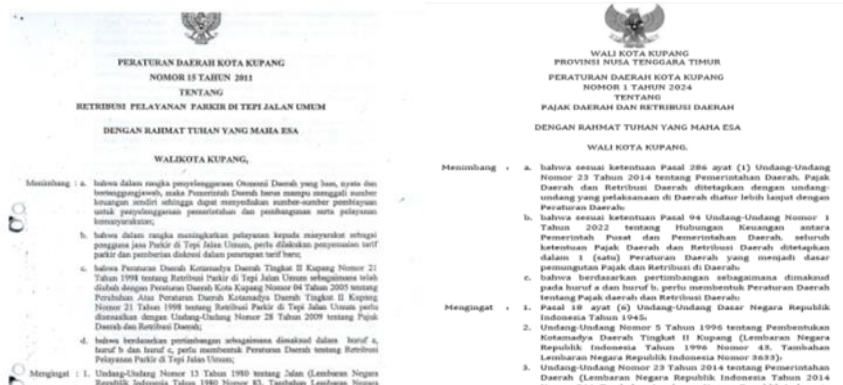 PERATURAN DAERAH KOTA KUPANG
NOMOR 15 TAHUN 2011
TENTANG
RETRIBUSI PELAYANAN PARKIR DI TEPI JALAN UMUM
DENGAN RAHMAT TUHAN YANG MAHA ESA
WALIKOTA KUPANG,
Menimbang : a. bahwa dalam rangka penyelenggaraan Otonomi Daerah yang luas, nyata dan
bertanggungjawab, maka Pemerintah Daerah harus mampu menggali sumber
keuangan sendiri sehingga dapat menyediakan sumber-sumber pembiayaan
untuk penyelenggaraan pemerintahan dan pembangunan serta pelayanan
kemasyarakatan;
b. bahwa dalam rangka meningkatkan pelayanan kepada masyarakat sebagai
pengguna jasa Parkir di Tepi Jalan Umum, perlu dilakukan penyesuaian tarif
parkir dan pemberian diskresi dalam penetapan tarif baru;
c. bahwa Peraturan Daerah Kotamadya Daerah Tingkat II Kupang Nomor 21
Tahun 1998 tentang Retribusi Parkir di Tepi Jalan Umum sebagaimana telah
diubah dengan Peraturan Daerah Kota Kupang Nomor 04 Tahun 2005 tentang
Perubahan Atas Peraturan Daerah Kotamadya Daerah Tingkat II Kupang
Nomor 21 Tahun 1998 tentang Retribusi Parkir di Tepi Jalan Umum perlu
disesuaikan dengan Undang-Undang Nomor 28 Tahun 2009 tentang Pajak
Daerah dan Retribusi Daerah;
d. bahwa berdasarkan pertimbangan sebagaimana dimaksud dalam huruf a,
huruf b dan huruf c, perlu membentuk Peraturan Daerah tentang Retribusi
Pelayanan Parkir di Tepi Jalan Umum;
Mengingat : 1. Undang-Undang Nomor 13 Tahun 1980 tentang Jalan (Lembaran Negara
Republik Indonesia Tahun 1980 Nomor 83, Tambahan Lembaran Negara
WALI KOTA KUPANG
PROVINSI NUSA TENGGARA TIMUR
PERATURAN DAERAH KOTA KUPANG
NOMOR 1 TAHUN 2024
TENTANG
PAJAK DAERAH DAN RETRIBUSI DAERAH
DENGAN RAHMAT TUHAN YANG MAHA ESA
WALI KOTA KUPANG,
Menimbang : a. bahwa sesuai ketentuan Pasal 286 ayat (1) Undang-Undang
Nomor 23 Tahun 2014 tentang Pemerintahan Daerah, Pajak
Daerah dan Retribusi Daerah ditetapkan dengan undang-
undang yang pelaksanaan di Daerah diatur lebih lanjut dengan
Peraturan Daerah;
b. bahwa sesuai ketentuan Pasal 94 Undang-Undang Nomor 1
Tahun 2022 tentang Hubungan Keuangan antara
Pemerintah Pusat dan Pemerintahan Daerah, seluruh
ketentuan Pajak Daerah dan Retribusi Daerah ditetapkan
dalam 1 (satu) Peraturan Daerah yang menjadi dasar
pemungutan Pajak dan Retribusi di Daerah;
c. bahwa berdasarkan pertimbangan sebagaimana dimaksud
pada huruf a dan huruf b, perlu membentuk Peraturan Daerah
tentang Pajak daerah dan Retribusi Daerah;
Mengingat : 1. Pasal 18 ayat (6) Undang-Undang Dasar Negara Republik
Indonesia Tahun 1945;
2. Undang-Undang Nomor 5 Tahun 1996 tentang Pembentukan
Kotamadya Daerah Tingkat II Kupang (Lembaran Negara
Republik Indonesia Tahun 1996 Nomor 43, Tambahan
Lembaran Negara Republik Indonesia Nomor 3633);
3. Undang-Undang Nomor 23 Tahun 2014 tentang Pemerintahan
Daerah (Lembaran Negara Republik Indonesia Tahun 2014